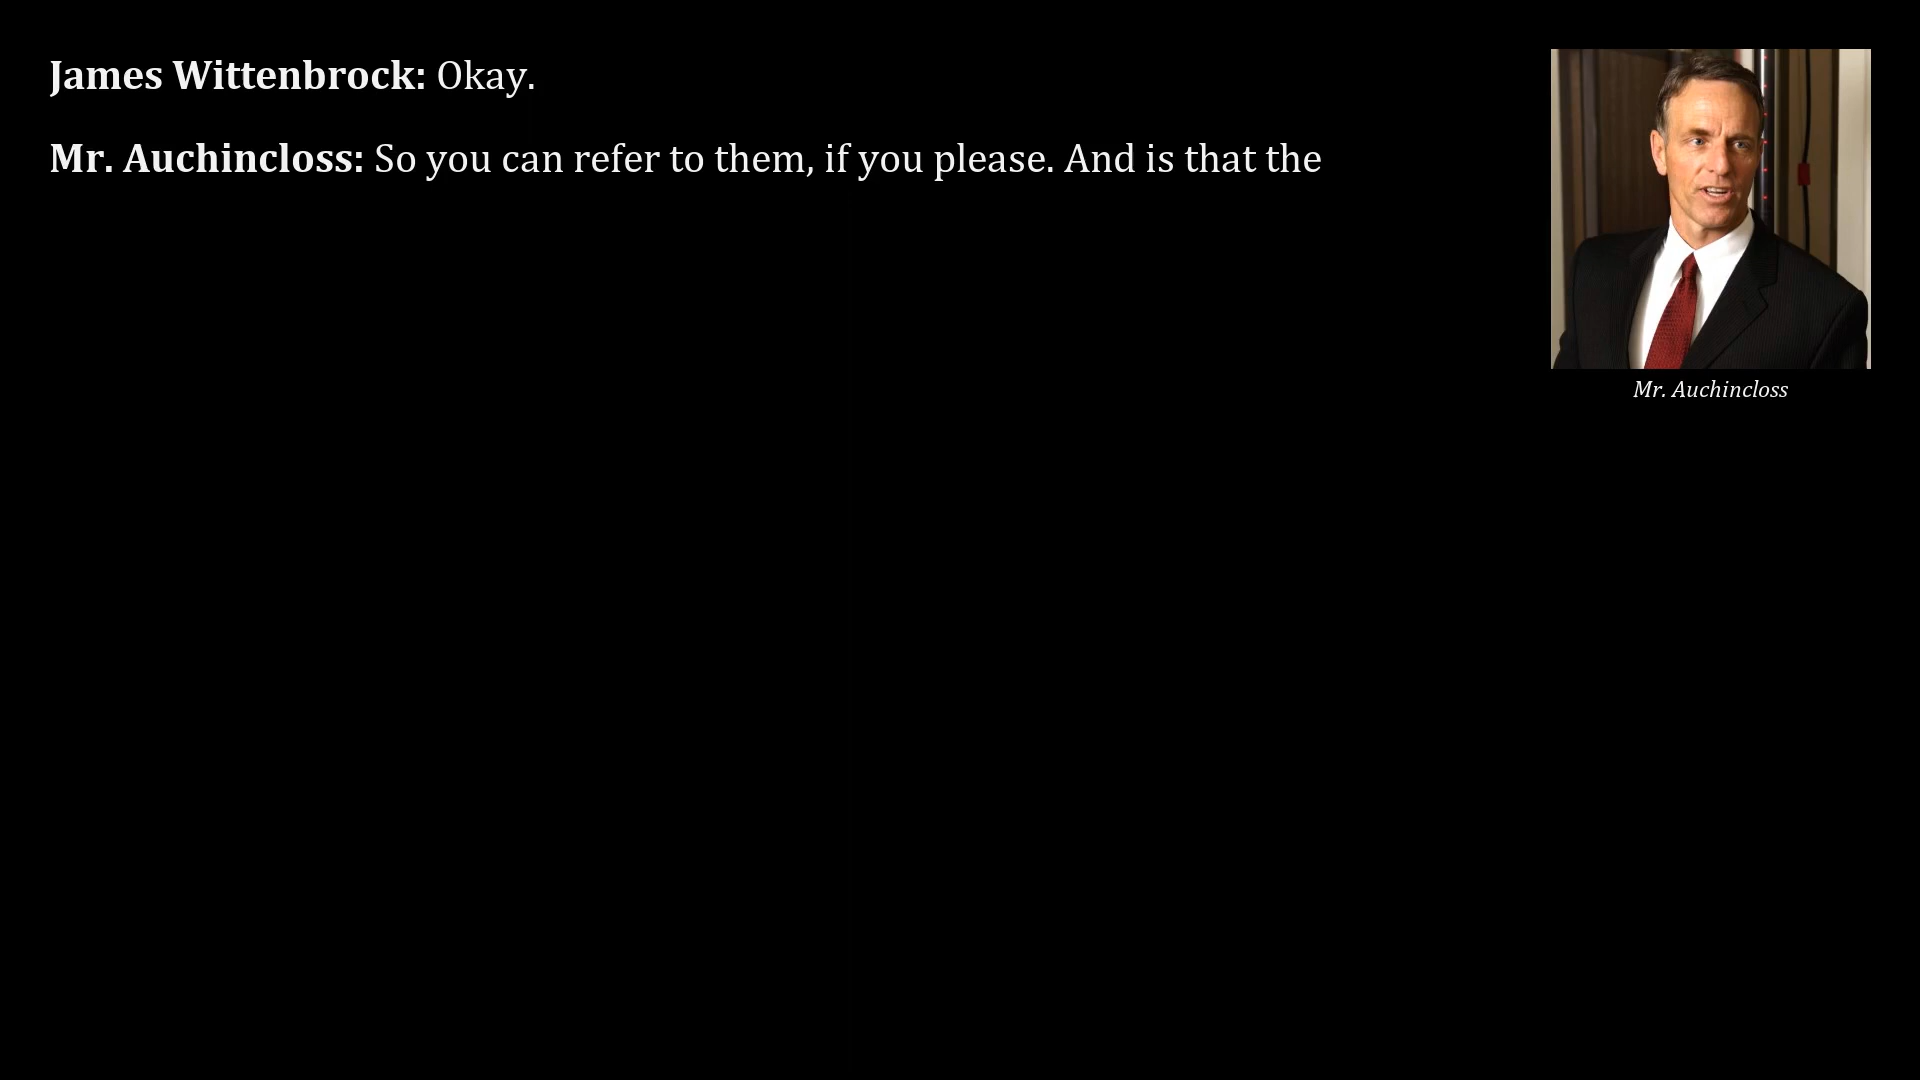 James Wittenbrock: Okay.
Mr. Auchincloss: So you can refer to them, if you please. And is that the
Mr. Auchincloss